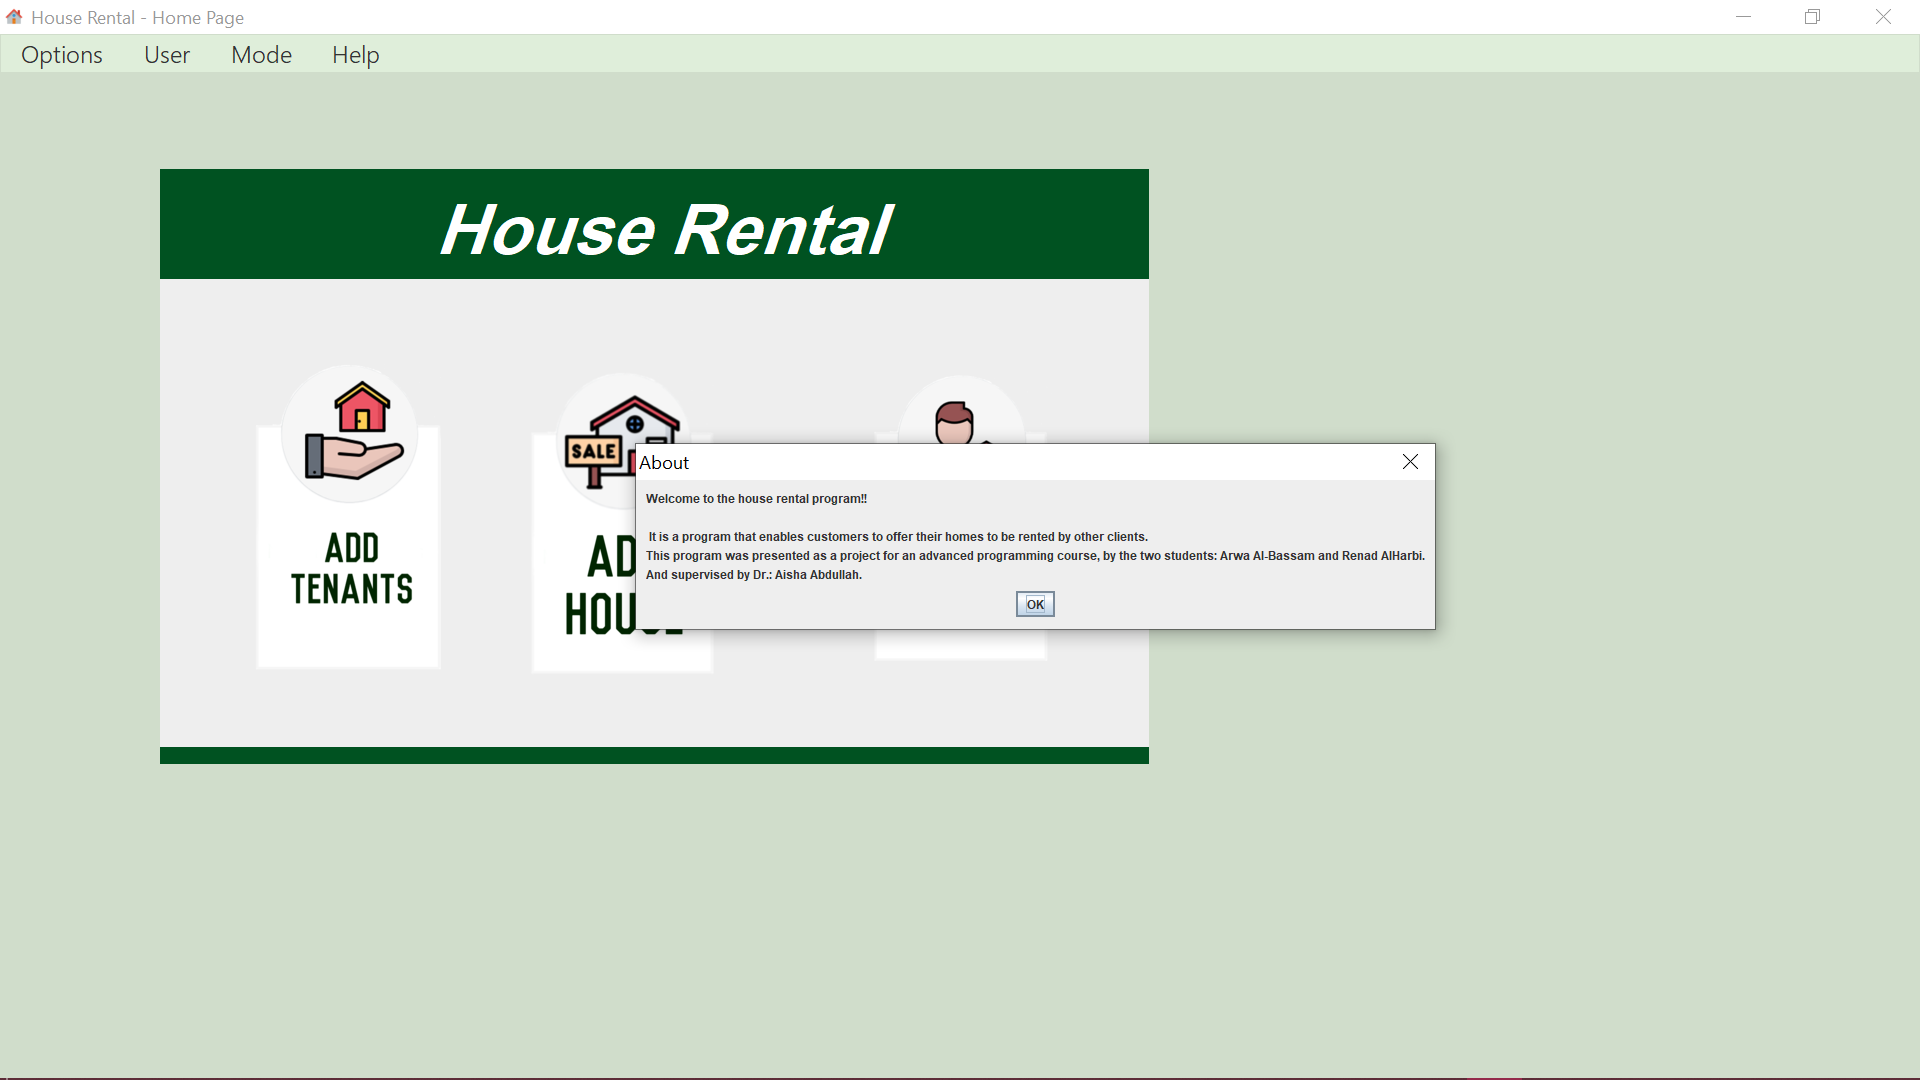 House Rental - Home Page
Options User Mode Help
House Rental
SALE
ADD
TENANTS
About
Welcome to the house rental program!!
It is a program that enables customers to offer their homes to be rented by other clients.
This program was presented as a project for an advanced programming course, by the two students: Arwa Al-Bassam and Renad AlHarbi.
And supervised by Dr.: Aisha Abdullah.
OK